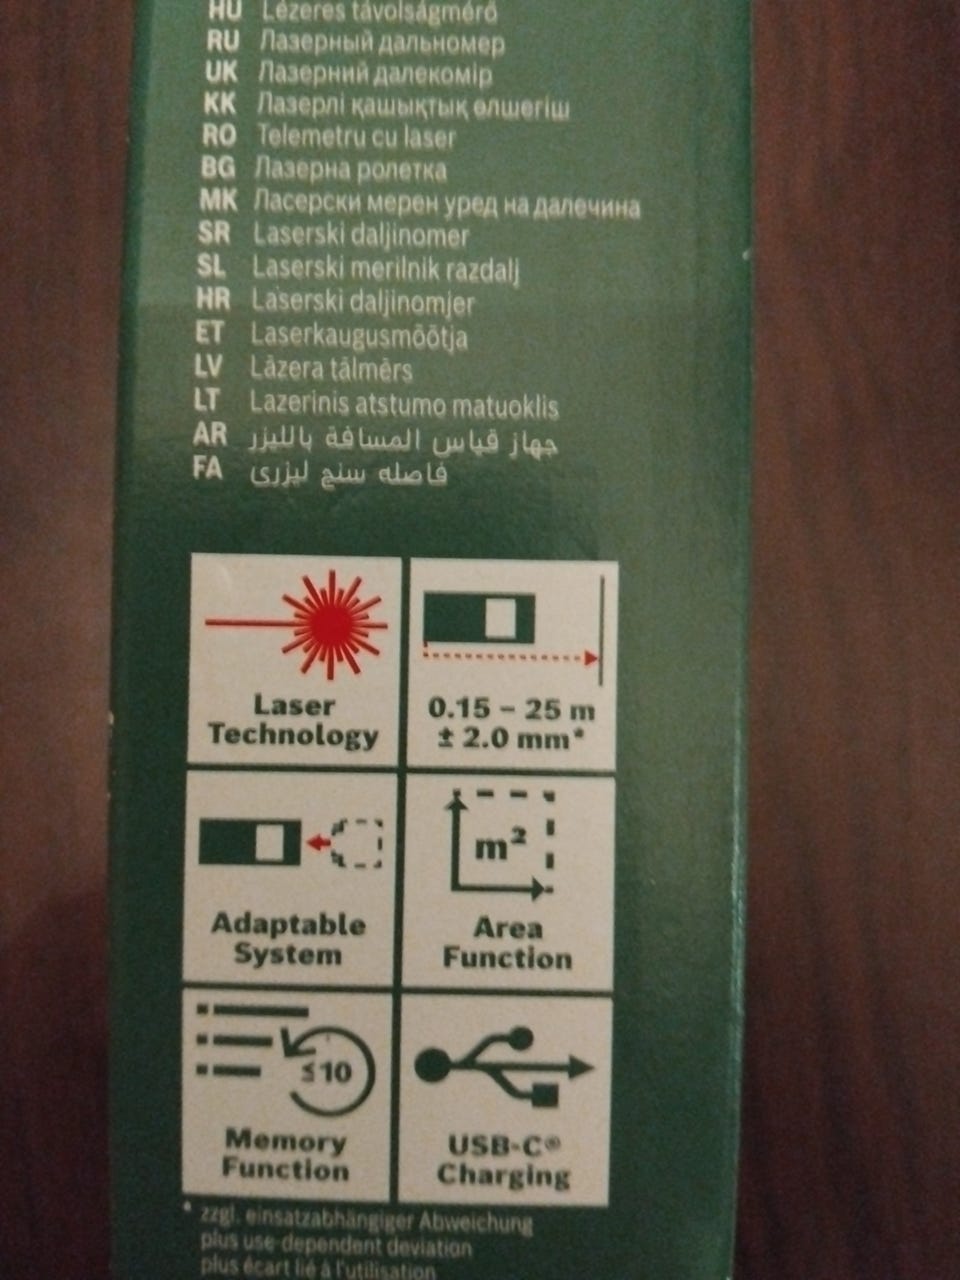 HU Lézeres távolságmérő
RU Лазерный дальномер
UK Лазерний далекомір
KK Лазерлі қашықтық өлшегіш
RO Telemetru cu laser
BG Лазерна ролетка
MK Ласерски мерен уред на далечина
SR Laserski daljinomer
SL Laserski merilnik razdalj
HR Laserski daljinomjer
ET Laserkaugusmõõtja
LV Lāzera tālmērs
LT Lazerinis atstumo matuoklis
AR جهاز قياس المسافة بالليزر
FA فاصله سنج لیزری
Laser
Technology
0.15 – 25 m
± 2.0 mm*
Adaptable
System
m²
Area
Function
≤10
Memory
Function
USB-C®
Charging
* zzgl. einsatzabhängiger Abweichung
plus use-dependent deviation
plus écart lié à l'utilisation